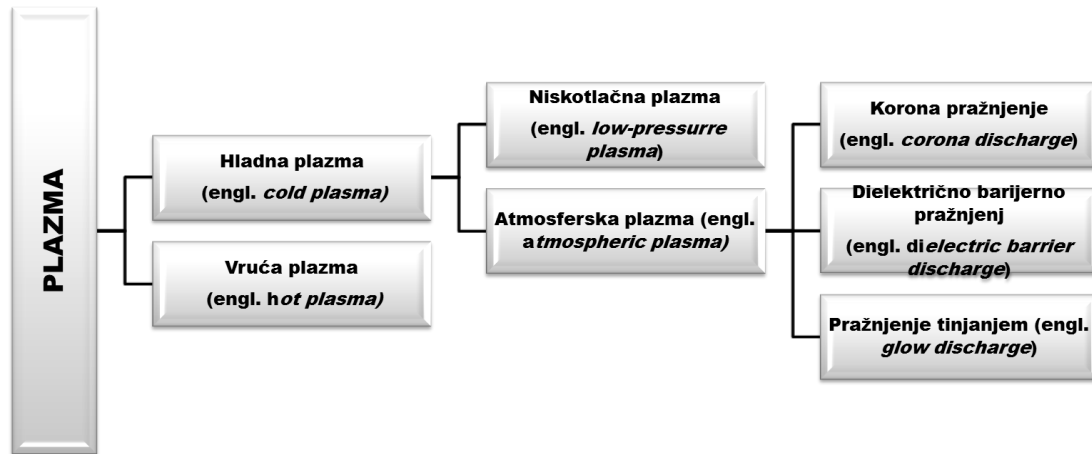 PLAZMA
Hladna plazma
(engl. cold plasma)
Vruća plazma
(engl. hot plasma)
Niskotlačna plazma
(engl. low-pressurre
plasma)
Atmosferska plazma (engl.
atmospheric plasma)
Korona pražnjenje
(engl. corona discharge)
Dielektrično barijerno
pražnjenj
(engl. dielectric barrier
discharge)
Pražnjenje tinjanjem (engl.
glow discharge)